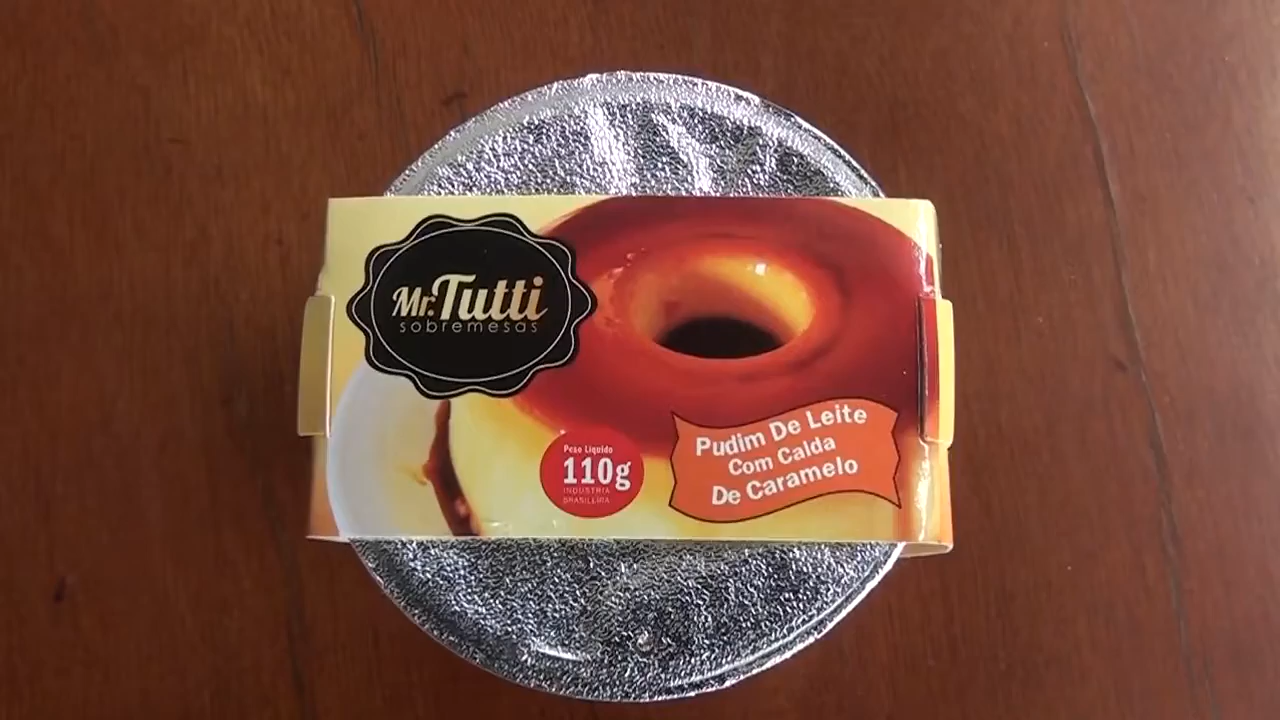 Mr. Tutti
sobremesas
Peso Líquido
110g
INDÚSTRIA
BRASILEIRA
Pudim De Leite
Com Calda
De Caramelo